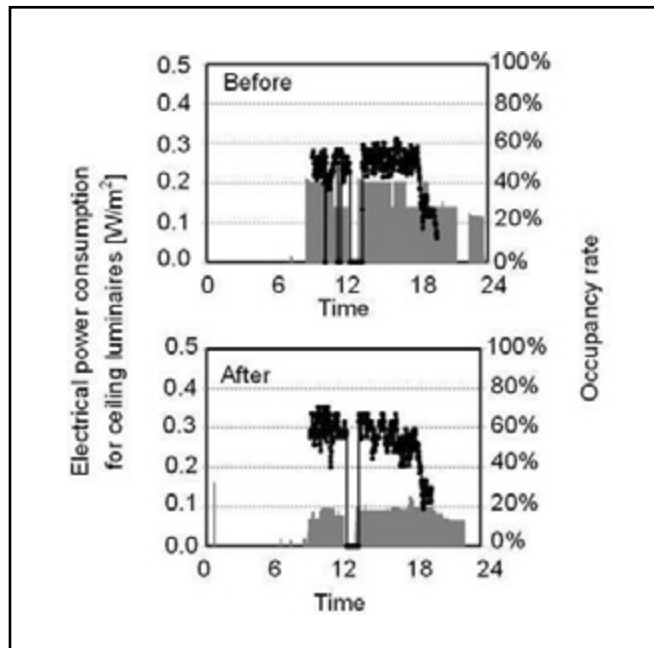 Electrical power consumption
for ceiling luminaires [W/m²]
Occupancy rate
Before
0.5
0.4
0.3
0.2
0.1
0.0
100%
80%
60%
40%
20%
0%
0 6 12 18 24
Time
After
0.5
0.4
0.3
0.2
0.1
0.0
100%
80%
60%
40%
20%
0%
0 6 12 18 24
Time